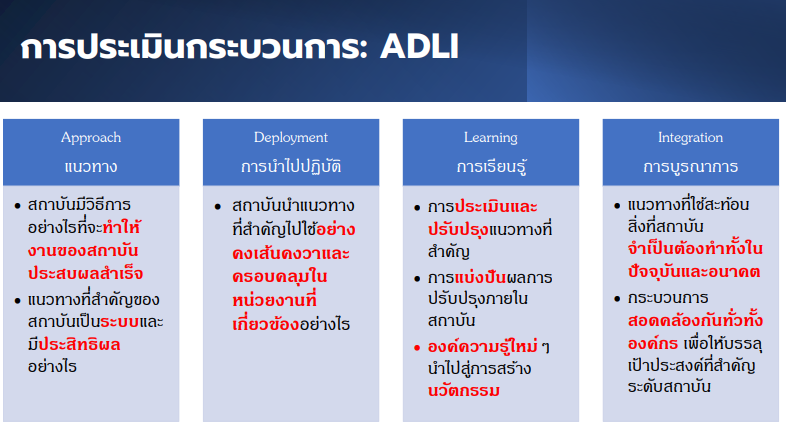 การประเมินกระบวนการ: ADLI
Approach
แนวทาง
• สถาบันมีวิธีการ
อย่างไรที่จะทำให้
งานของสถาบัน
ประสบผลสำเร็จ
• แนวทางที่สำคัญของ
สถาบันเป็นระบบและ
มีประสิทธิผล
อย่างไร
Deployment
การนำไปปฏิบัติ
• สถาบันนำแนวทาง
ที่สำคัญไปใช้อย่าง
คงเส้นคงวาและ
ครอบคลุมใน
หน่วยงานที่
เกี่ยวข้องอย่างไร
Learning
การเรียนรู้
• การประเมินและ
ปรับปรุงแนวทางที่
สำคัญ
• การแบ่งปันผลการ
ปรับปรุงภายใน
สถาบัน
• องค์ความรู้ใหม่ ๆ
นำไปสู่การสร้าง
นวัตกรรม
Integration
การบูรณาการ
• แนวทางที่ใช้สะท้อน
สิ่งที่สถาบัน
จำเป็นต้องทำทั้งใน
ปัจจุบันและอนาคต
• กระบวนการ
สอดคล้องกันทั่วทั้ง
องค์กร เพื่อให้บรรลุ
เป้าประสงค์ที่สำคัญ
ระดับสถาบัน